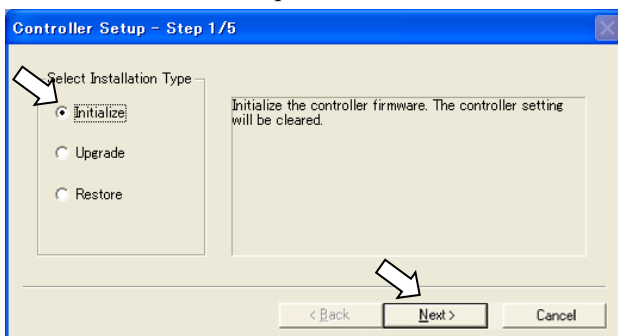 Controller Setup - Step 1/5
Select Installation Type
Initialize
Initialize the controller firmware. The controller setting
will be cleared.
Upgrade
Restore
< Back
Next >
Cancel